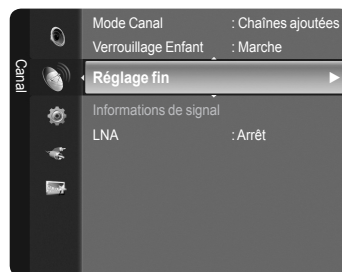 Canal
Mode Canal : Chaînes ajoutées
Verrouillage Enfant : Marche
Réglage fin
Informations de signal
LNA : Arrêt